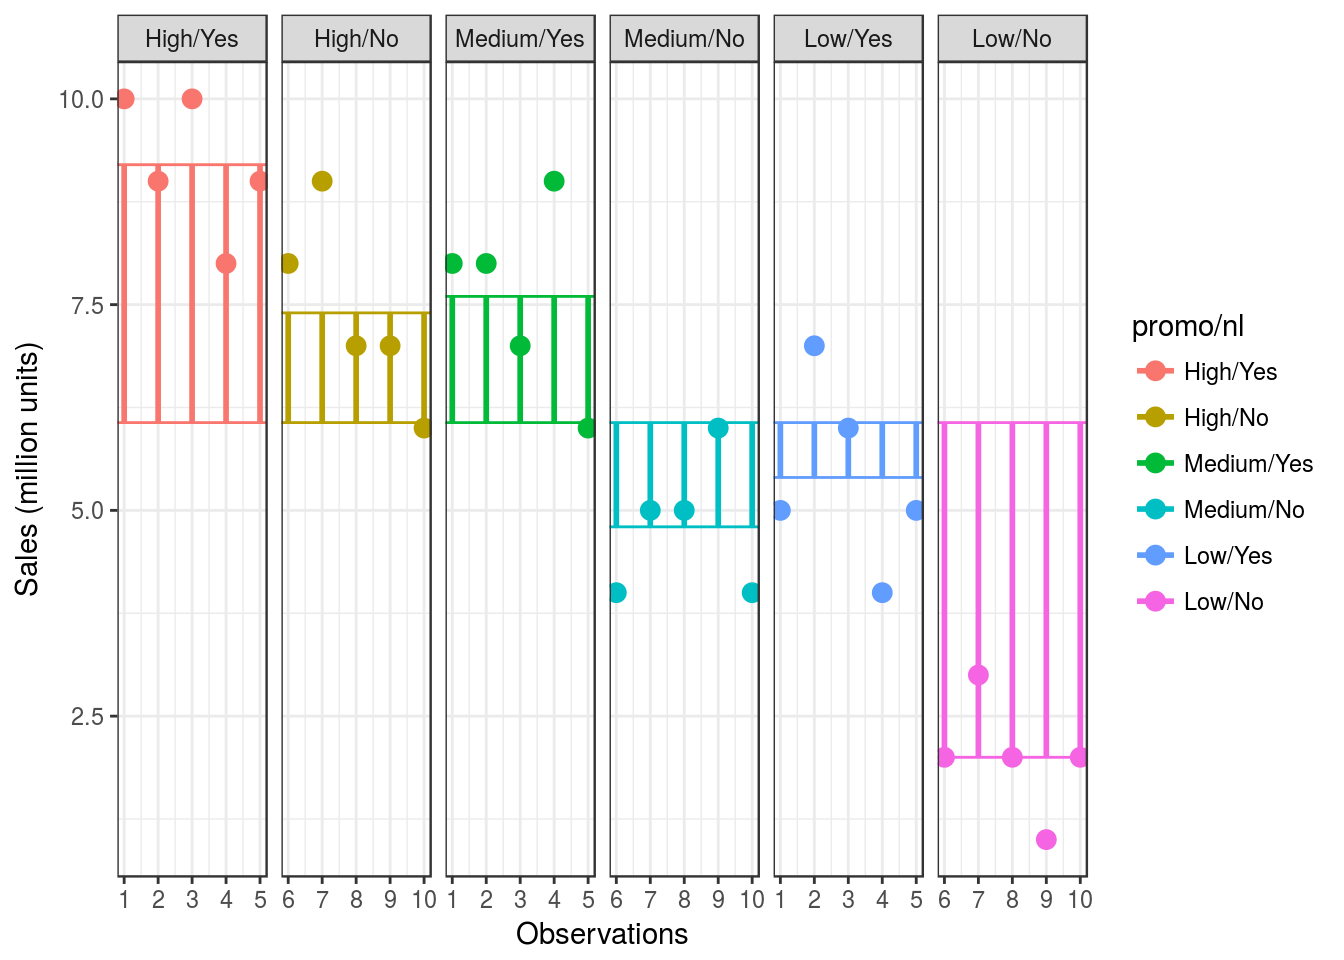 High/Yes High/No Medium/Yes Medium/No Low/Yes Low/No
10.0
7.5
5.0
2.5
Sales (million units)
1 2 3 4 5 6 7 8 9 10 1 2 3 4 5 6 7 8 9 10 1 2 3 4 5 6 7 8 9 10
Observations
promo/nl
High/Yes
High/No
Medium/Yes
Medium/No
Low/Yes
Low/No